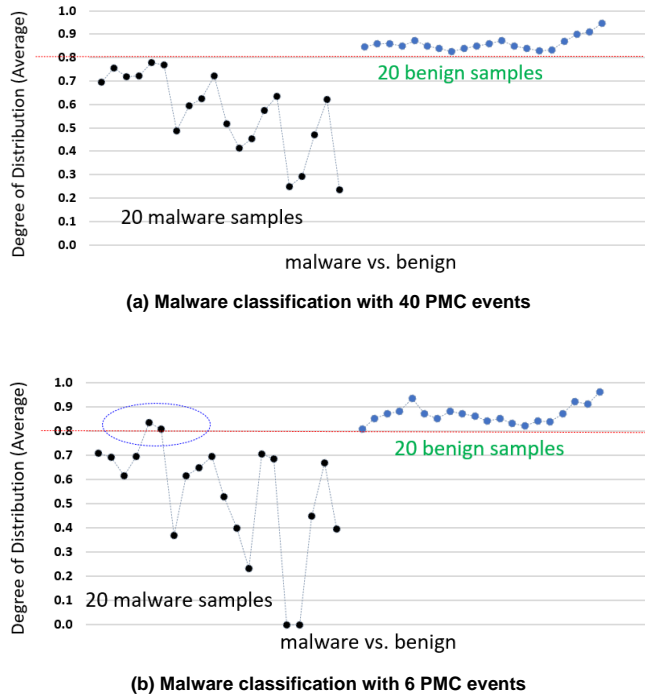 Degree of Distribution (Average)
1.0
0.9
0.8
0.7
0.6
0.5
0.4
0.3
0.2
0.1
0.0
20 benign samples
20 malware samples
malware vs. benign
(a) Malware classification with 40 PMC events
Degree of Distribution (Average)
1.0
0.9
0.8
0.7
0.6
0.5
0.4
0.3
0.2
0.1
0.0
20 benign samples
20 malware samples
malware vs. benign
(b) Malware classification with 6 PMC events